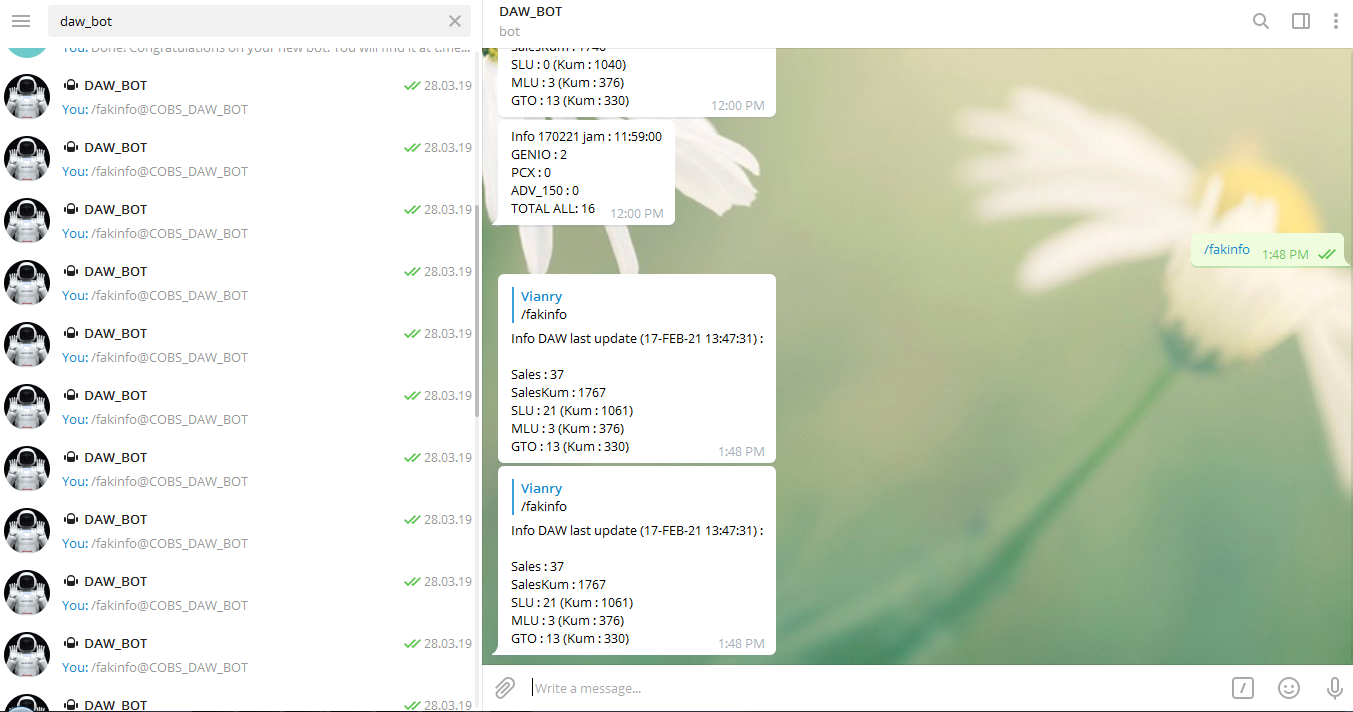 daw_bot
You: Done! Congratulations on your new bot. You will find it at t.me...
DAW_BOT 28.03.19
You: /fakinfo@COBS_DAW_BOT
DAW_BOT 28.03.19
You: /fakinfo@COBS_DAW_BOT
DAW_BOT 28.03.19
You: /fakinfo@COBS_DAW_BOT
DAW_BOT 28.03.19
You: /fakinfo@COBS_DAW_BOT
DAW_BOT 28.03.19
You: /fakinfo@COBS_DAW_BOT
DAW_BOT 28.03.19
You: /fakinfo@COBS_DAW_BOT
DAW_BOT 28.03.19
You: /fakinfo@COBS_DAW_BOT
DAW_BOT 28.03.19
You: /fakinfo@COBS_DAW_BOT
DAW_BOT 28.03.19
You: /fakinfo@COBS_DAW_BOT
DAW_BOT 28.03.19
You: /fakinfo@COBS_DAW_BOT
DAW_BOT 28.03.19
DAW_BOT
bot
SalesKum : 1746
SLU : 0 (Kum : 1040)
MLU : 3 (Kum : 376)
GTO : 13 (Kum : 330)
12:00 PM
Info 170221 jam : 11:59:00
GENIO : 2
PCX : 0
ADV_150 : 0
TOTAL ALL: 16
12:00 PM
/fakinfo 1:48 PM
Vianry
/fakinfo
Info DAW last update (17-FEB-21 13:47:31) :
Sales : 37
SalesKum : 1767
SLU : 21 (Kum : 1061)
MLU : 3 (Kum : 376)
GTO : 13 (Kum : 330)
1:48 PM
Vianry
/fakinfo
Info DAW last update (17-FEB-21 13:47:31) :
Sales : 37
SalesKum : 1767
SLU : 21 (Kum : 1061)
MLU : 3 (Kum : 376)
GTO : 13 (Kum : 330)
1:48 PM
Write a message...